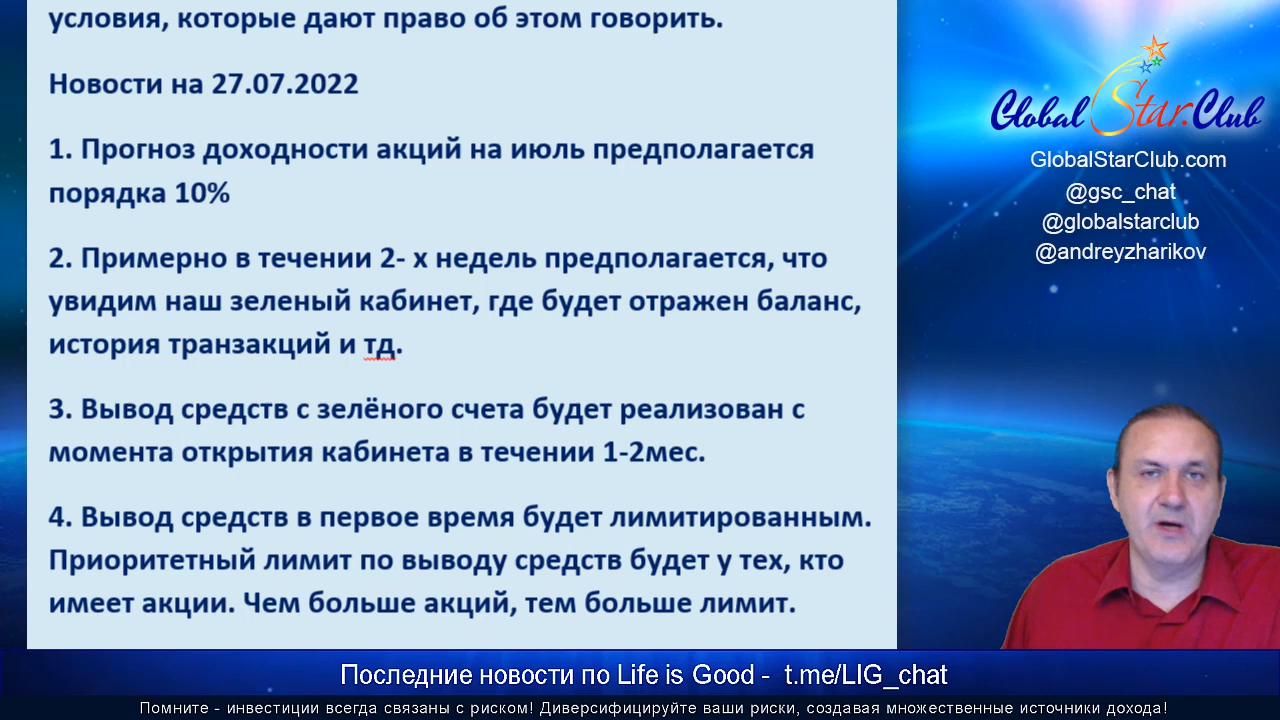 условия, которые дают право об этом говорить.
Новости на 27.07.2022
1. Прогноз доходности акций на июль предполагается
порядка 10%
2. Примерно в течении 2- х недель предполагается, что
увидим наш зеленый кабинет, где будет отражен баланс,
история транзакций и тд.
3. Вывод средств с зелёного счета будет реализован с
момента открытия кабинета в течении 1-2мес.
4. Вывод средств в первое время будет лимитированным.
Приоритетный лимит по выводу средств будет у тех, кто
имеет акции. Чем больше акций, тем больше лимит.
Global Star.Club
GlobalStarClub.com
@gsc_chat
@globalstarclub
@andreyzharikov
Последние новости по Life is Good - t.me/LIG_chat
Помните - инвестиции всегда связаны с риском! Диверсифицируйте ваши риски, создавая множественные источники дохода!